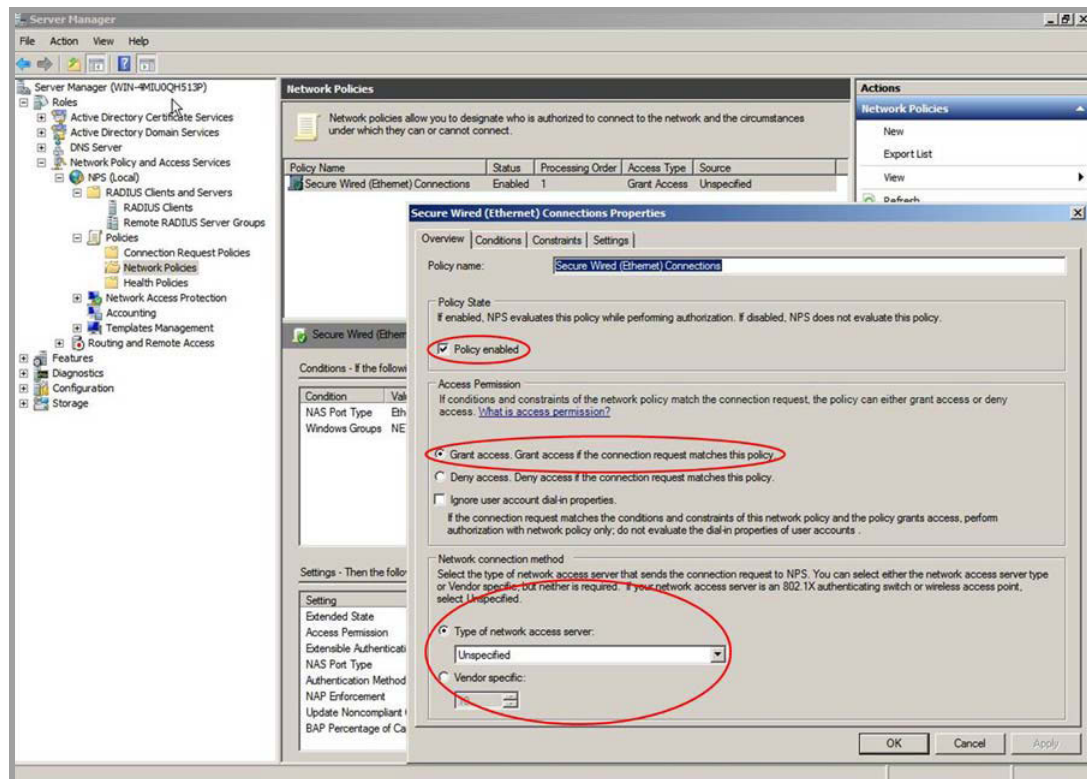 Server Manager
File Action View Help
Server Manager (WIN-4MIU0QH513P)
Roles
Active Directory Certificate Services
Active Directory Domain Services
DNS Server
Network Policy and Access Services
NPS (Local)
RADIUS Clients and Servers
RADIUS Clients
Remote RADIUS Server Groups
Policies
Connection Request Policies
Network Policies
Health Policies
Network Access Protection
Accounting
Templates Management
Routing and Remote Access
Features
Diagnostics
Configuration
Storage
Network Policies
Network policies allow you to designate who is authorized to connect to the network and the circumstances
under which they can or cannot connect.
Policy Name Status Processing Order Access Type Source
Secure Wired (Ethernet) Connections Enabled 1 Grant Access Unspecified
Secure Wired (Ether
Conditions - If the followi
Condition Valu
NAS Port Type Eth
Windows Groups NE
Settings - Then the follow
Setting
Extended State
Access Permission
Extensible Authenticati
NAS Port Type
Authentication Method
NAP Enforcement
Update Noncompliant
BAP Percentage of Ca
Actions
Network Policies
New
Export List
View
Refresh
Secure Wired (Ethernet) Connections Properties
Overview Conditions Constraints Settings
Policy name: Secure Wired (Ethernet) Connections
Policy State
If enabled, NPS evaluates this policy while performing authorization. If disabled, NPS does not evaluate this policy.
Policy enabled
Access Permission
If conditions and constraints of the network policy match the connection request, the policy can either grant access or deny
access. What is access permission?
Grant access. Grant access if the connection request matches this policy.
Deny access. Deny access if the connection request matches this policy.
Ignore user account dial-in properties.
If the connection request matches the conditions and constraints of this network policy and the policy grants access, perform
authorization with network policy only; do not evaluate the dial-in properties of user accounts .
Network connection method
Select the type of network access server that sends the connection request to NPS. You can select either the network access server type
or Vendor specific, but neither is required. If your network access server is an 802.1X authenticating switch or wireless access point,
select Unspecified.
Type of network access server:
Unspecified
Vendor specific:
10
OK Cancel Apply